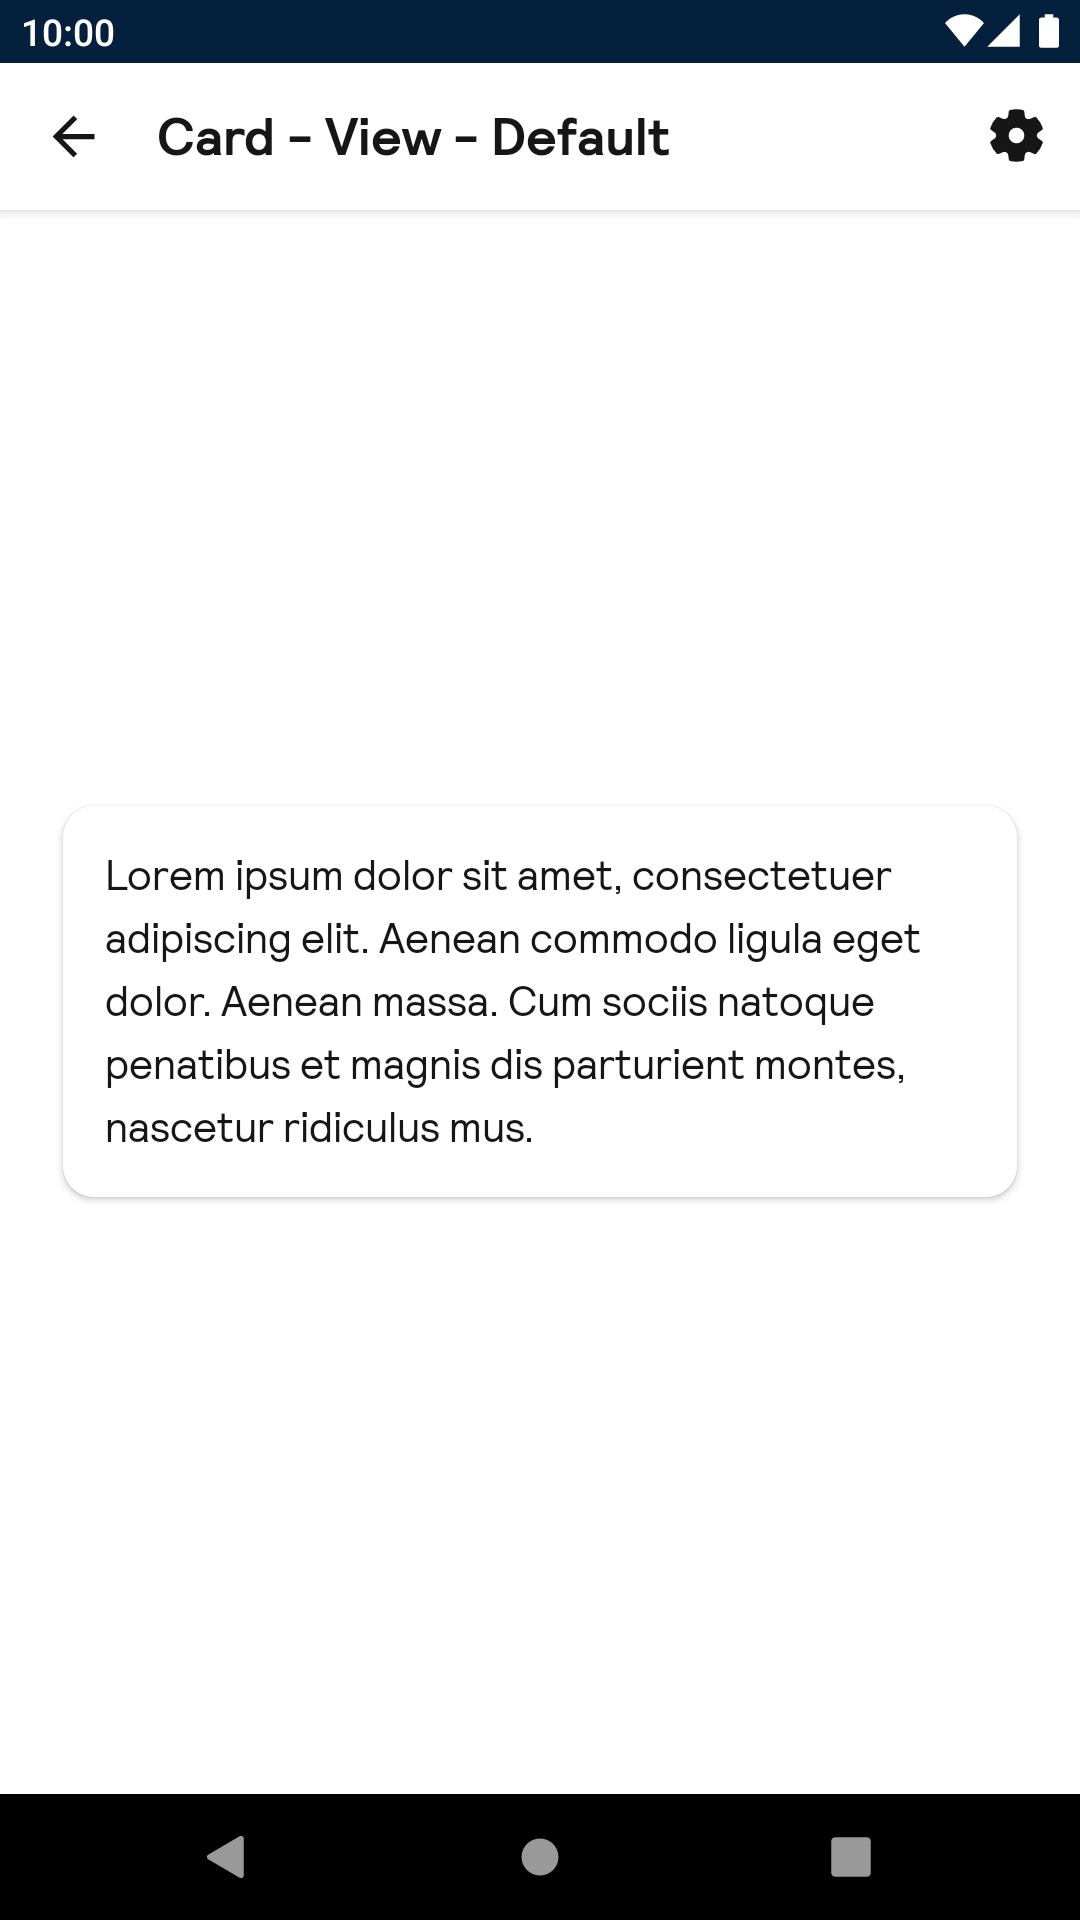 10:00
Card - View - Default
Lorem ipsum dolor sit amet, consectetuer
adipiscing elit. Aenean commodo ligula eget
dolor. Aenean massa. Cum sociis natoque
penatibus et magnis dis parturient montes,
nascetur ridiculus mus.